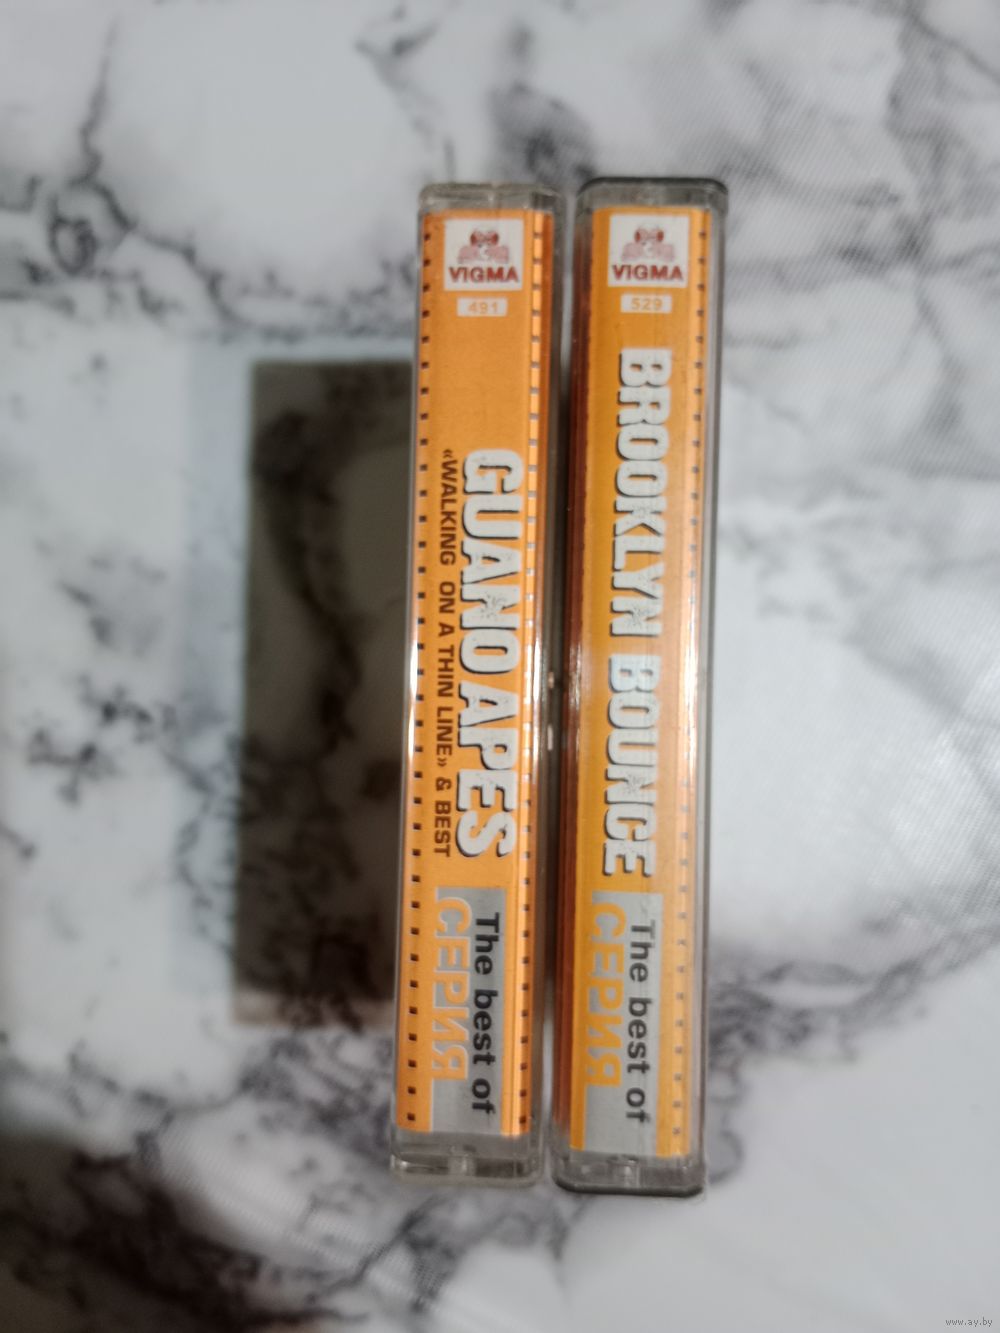 VIGMA
491
GUANO APES
«WALKING ON A THIN LINE» & BEST
The best of
СЕРИЯ
VIGMA
529
BROOKLYN BOUNCE
The best of
СЕРИЯ
www.ay.by